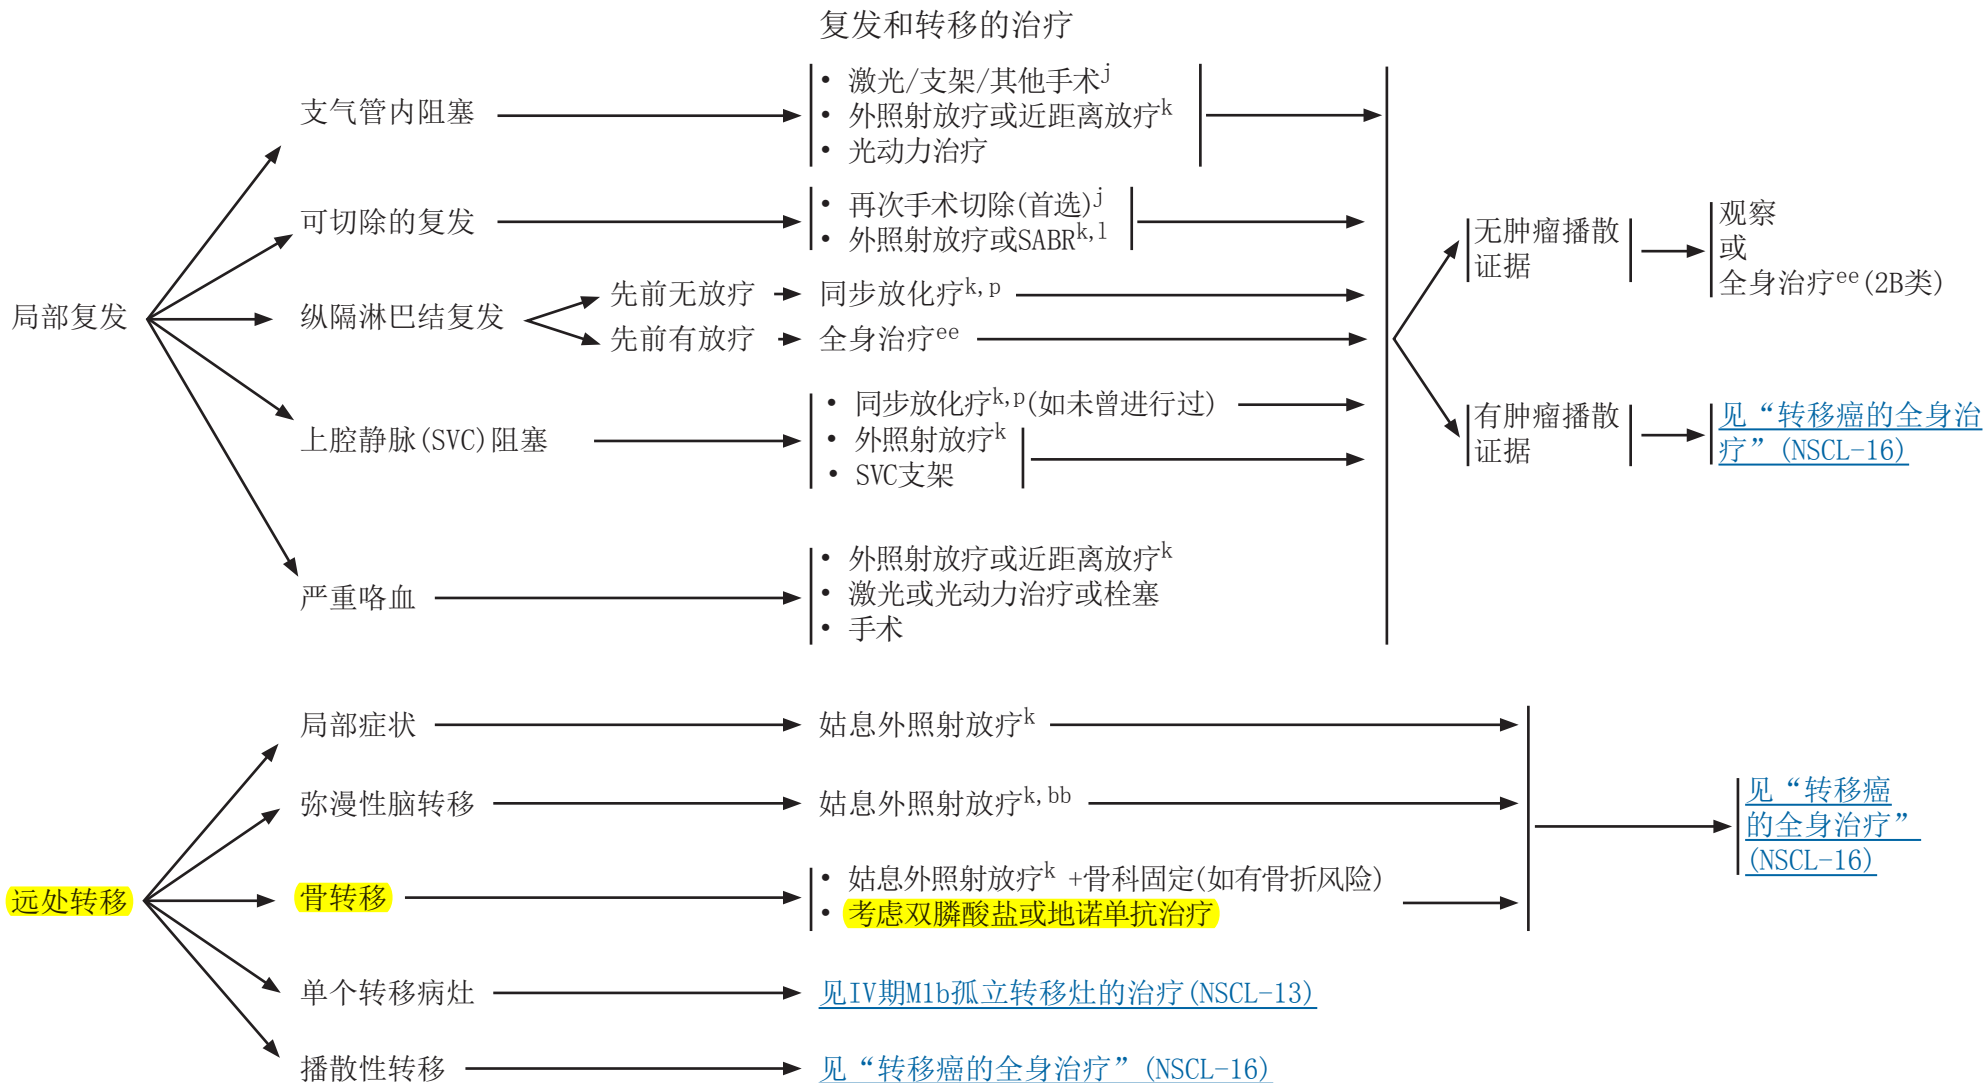 复发和转移的治疗
局部复发
支气管内阻塞
• 激光/支架/其他手术j
• 外照射放疗或近距离放疗k
• 光动力治疗
可切除的复发
• 再次手术切除(首选)j
• 外照射放疗或SABRk,l
纵隔淋巴结复发
先前无放疗
同步放化疗k,p
先前有放疗
全身治疗ee
上腔静脉(SVC)阻塞
• 同步放化疗k,p(如未曾进行过)
• 外照射放疗k
• SVC支架
严重咯血
• 外照射放疗或近距离放疗k
• 激光或光动力治疗或栓塞
• 手术
无肿瘤播散
证据
观察
或
全身治疗ee(2B类)
有肿瘤播散
证据
见“转移癌的全身治
疗”(NSCL-16)
远处转移
局部症状
姑息外照射放疗k
弥漫性脑转移
姑息外照射放疗k,bb
骨转移
• 姑息外照射放疗k +骨科固定(如有骨折风险)
• 考虑双膦酸盐或地诺单抗治疗
见“转移癌
的全身治疗”
(NSCL-16)
单个转移病灶
见IV期M1b孤立转移灶的治疗(NSCL-13)
播散性转移
见“转移癌的全身治疗”(NSCL-16)